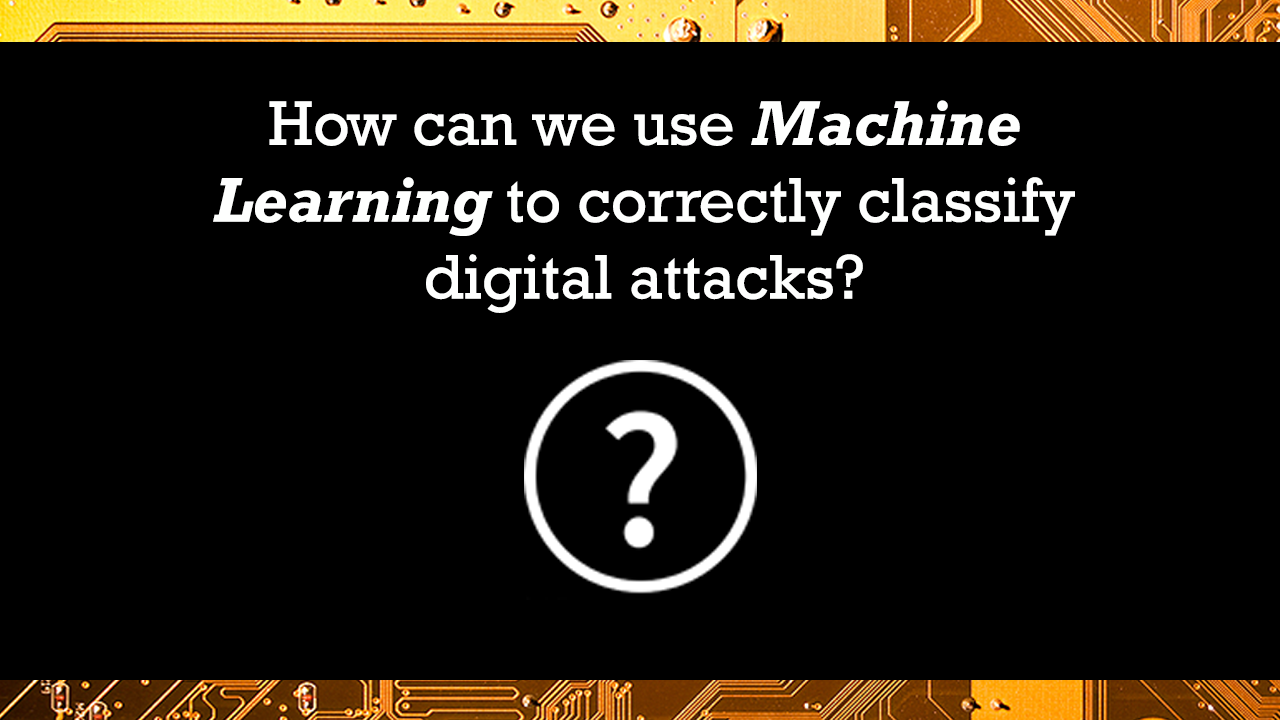 How can we use Machine
Learning to correctly classify
digital attacks?
?